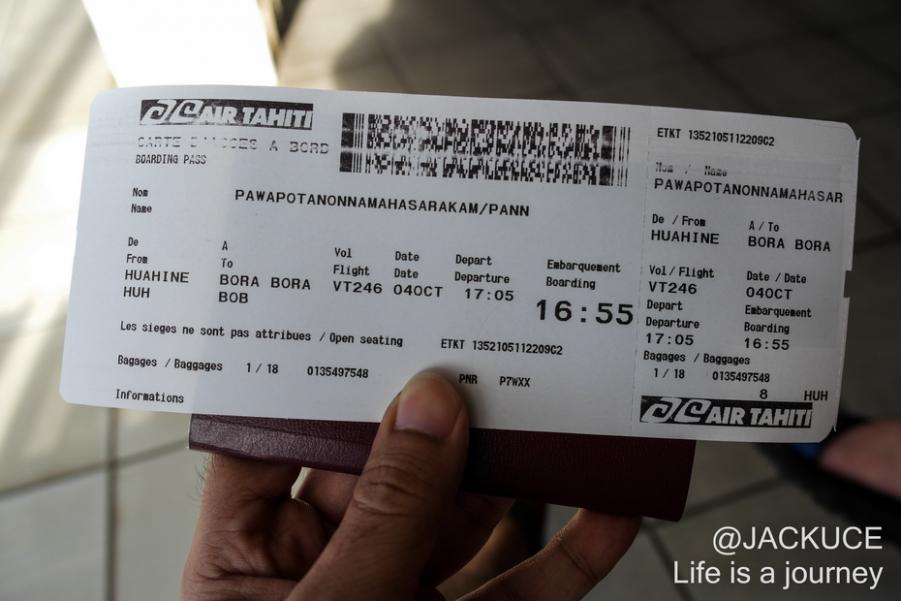 AIR TAHITI
CARTE D'ACCES A BORD
BOARDING PASS
Nom
Name
PAWAPOTANONNAMAHASARAKAM/PANN
De
From
HUAHINE
HUH
A
To
BORA BORA
BOB
Vol
Flight
VT246
Date
Date
04OCT
Depart
Departure
17:05
Embarquement
Boarding
16:55
Les sieges ne sont pas attribues / Open seating
ETKT 1352105112209C2
Bagages / Baggages 1 / 18 0135497548
PNR P7WXX
Informations
ETKT 1352105112209C2
Nom / Name
PAWAPOTANONNAMAHASAR
De / From
HUAHINE
A / To
BORA BORA
Vol / Flight
VT246
Date / Date
04OCT
Depart
Departure
17:05
Embarquement
Boarding
16:55
Bagages / Baggages
1 / 18 0135497548
8 HUH
AIR TAHITI
@JACKUCE
Life is a journey